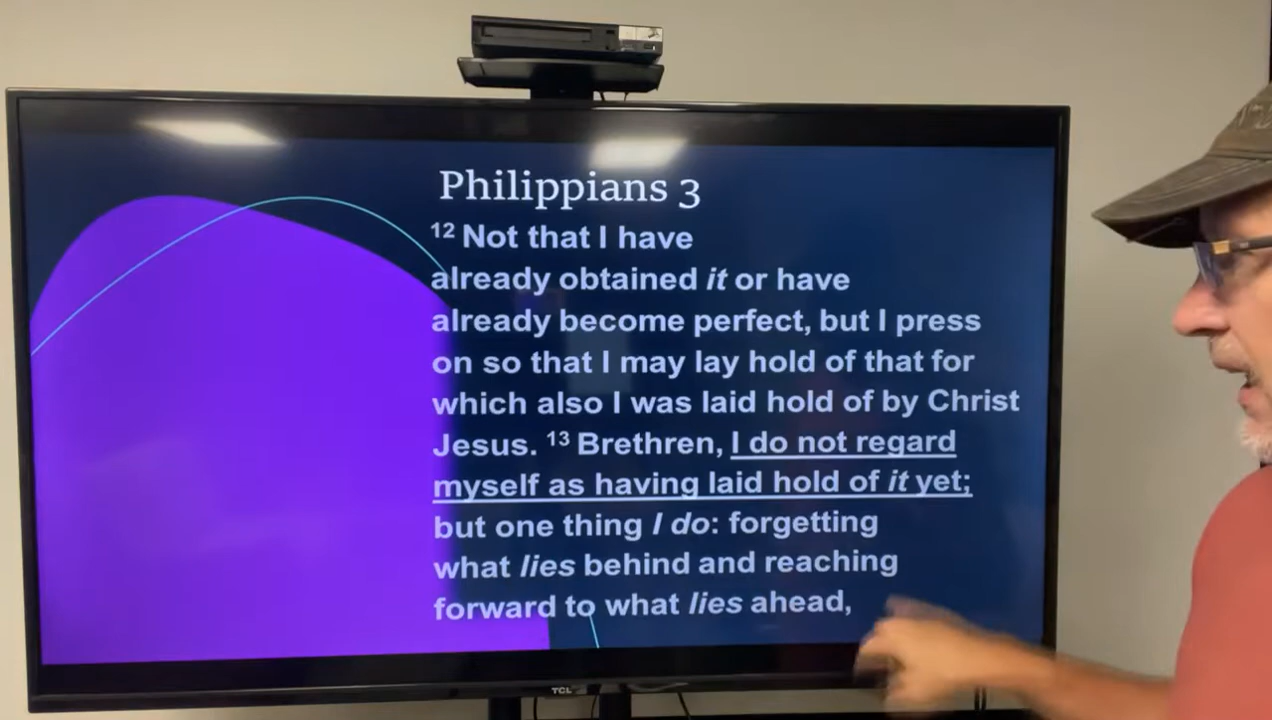 Philippians 3
12 Not that I have
already obtained it or have
already become perfect, but I press
on so that I may lay hold of that for
which also I was laid hold of by Christ
Jesus. 13 Brethren, I do not regard
myself as having laid hold of it yet;
but one thing I do: forgetting
what lies behind and reaching
forward to what lies ahead,
TCL